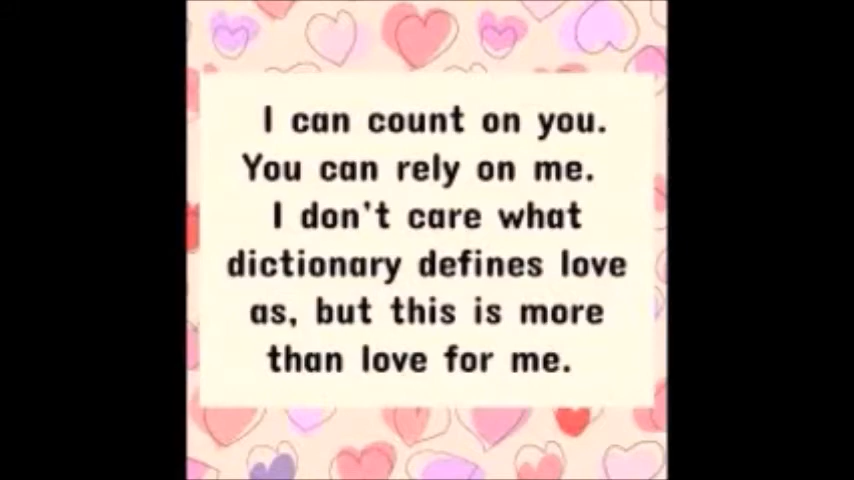 I can count on you.
You can rely on me.
I don't care what
dictionary defines love
as, but this is more
than love for me.